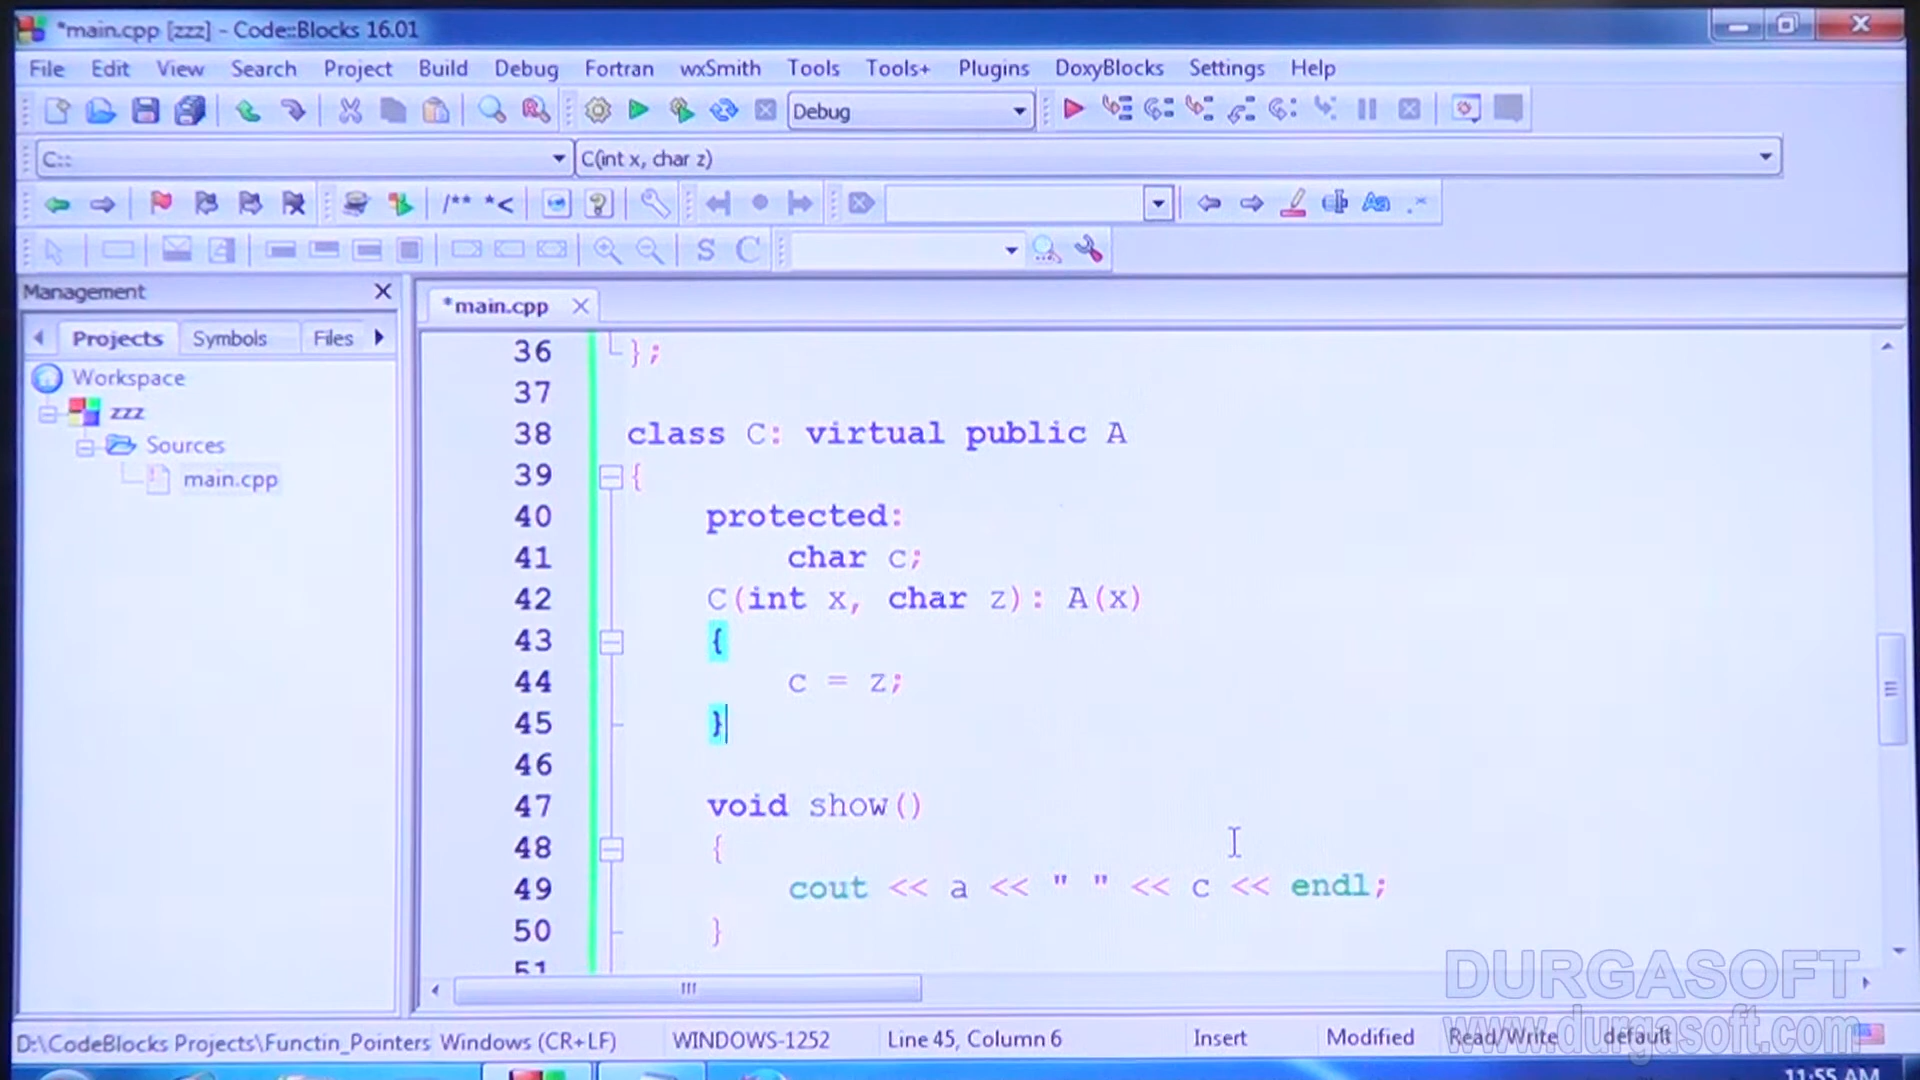 *main.cpp [zzz] - Code::Blocks 16.01
File Edit View Search Project Build Debug Fortran wxSmith Tools Tools+ Plugins DoxyBlocks Settings Help
Debug
C:: C(int x, char z)
/** *<
S C
Management
*main.cpp
Projects Symbols Files
Workspace
zzz
Sources
main.cpp
36 };
37
38 class C: virtual public A
39 {
40 protected:
41 char c;
42 C(int x, char z): A(x)
43 {
44 c = z;
45 }
46
47 void show()
48 {
49 cout << a << " " << c << endl;
50 }
51
DURGASOFT
www.durgasoft.com
D:\CodeBlocks Projects\Functin_Pointers Windows (CR+LF) WINDOWS-1252 Line 45, Column 6 Insert Modified Read/Write default
11:55 AM